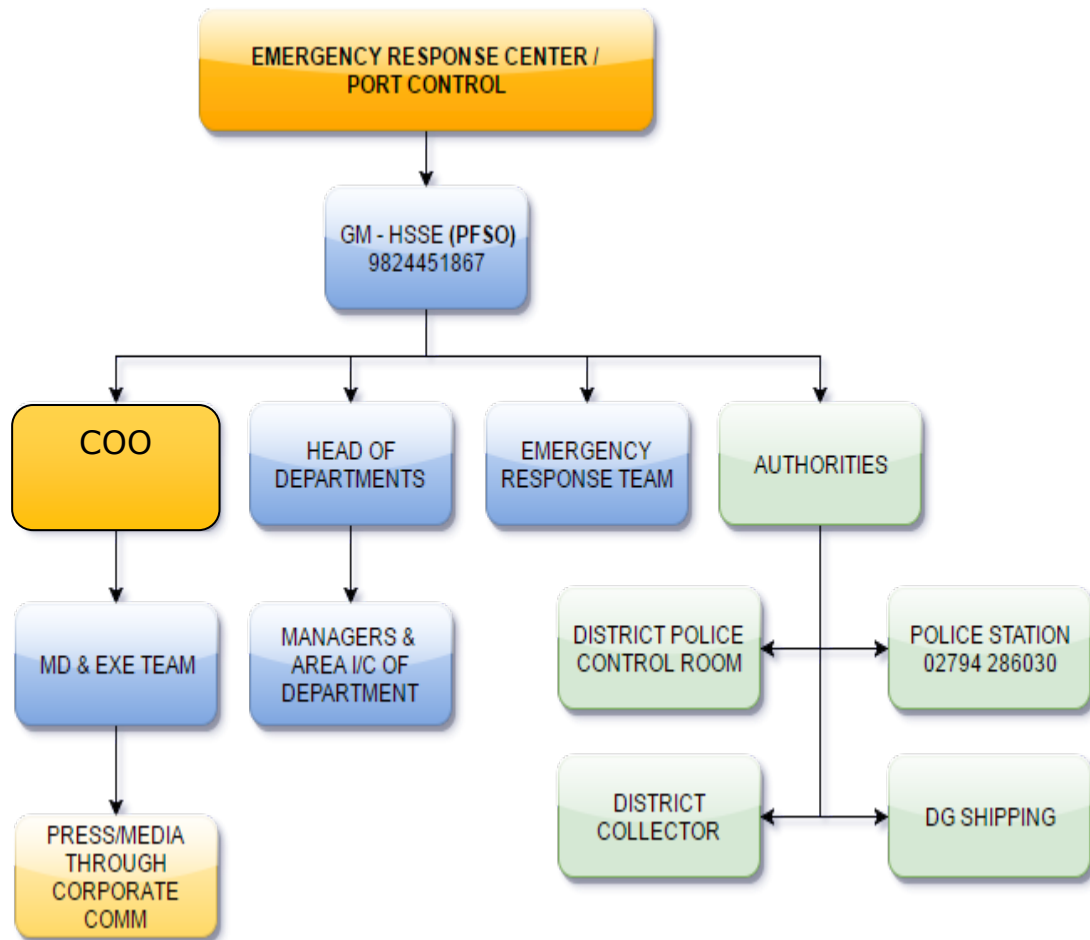 EMERGENCY RESPONSE CENTER /
PORT CONTROL
GM - HSSE (PFSO)
9824451867
COO
HEAD OF
DEPARTMENTS
EMERGENCY
RESPONSE TEAM
AUTHORITIES
MD & EXE TEAM
MANAGERS &
AREA I/C OF
DEPARTMENT
DISTRICT POLICE
CONTROL ROOM
POLICE STATION
02794 286030
PRESS/MEDIA
THROUGH
CORPORATE
COMM
DISTRICT
COLLECTOR
DG SHIPPING